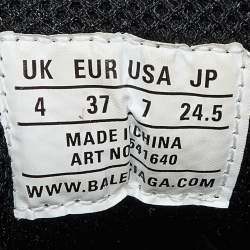 UK EUR USA JP
4 37 7 24.5
MADE IN CHINA
ART NO 541640
WWW.BALENCIAGA.COM